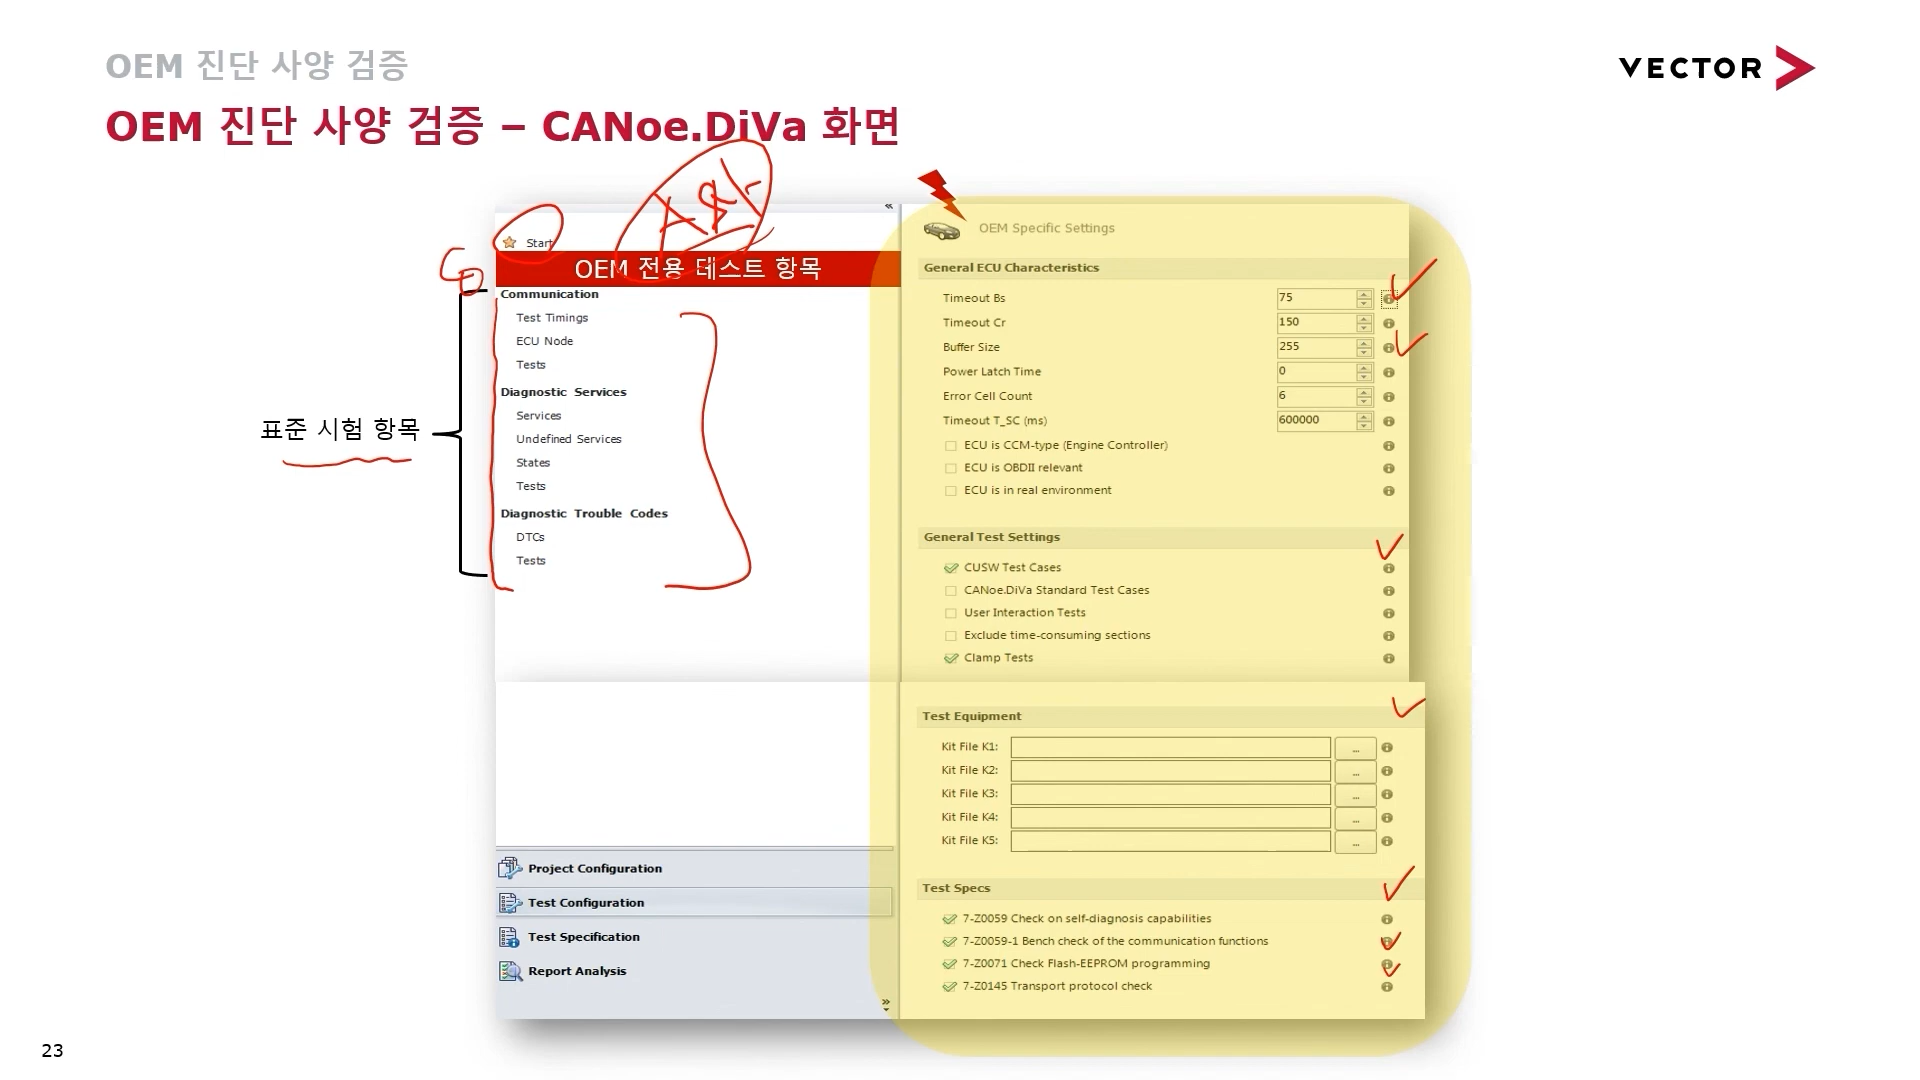 OEM 진단 사양 검증
VECTOR
OEM 진단 사양 검증 – CANoe.DiVa 화면
Start
OEM 전용 테스트 항목
Communication
Test Timings
ECU Node
Tests
Diagnostic Services
Services
Undefined Services
States
Tests
Diagnostic Trouble Codes
DTCs
Tests
표준 시험 항목
Project Configuration
Test Configuration
Test Specification
Report Analysis
OEM Specific Settings
General ECU Characteristics
Timeout Bs 75
Timeout Cr 150
Buffer Size 255
Power Latch Time 0
Error Cell Count 6
Timeout T_SC (ms) 600000
ECU is CCM-type (Engine Controller)
ECU is OBDII relevant
ECU is in real environment
General Test Settings
CUSW Test Cases
CANoe.DiVa Standard Test Cases
User Interaction Tests
Exclude time-consuming sections
Clamp Tests
Test Equipment
Kit File K1: ...
Kit File K2: ...
Kit File K3: ...
Kit File K4: ...
Kit File K5: ...
Test Specs
7-Z0059 Check on self-diagnosis capabilities
7-Z0059-1 Bench check of the communication functions
7-Z0071 Check Flash-EEPROM programming
7-Z0145 Transport protocol check
23